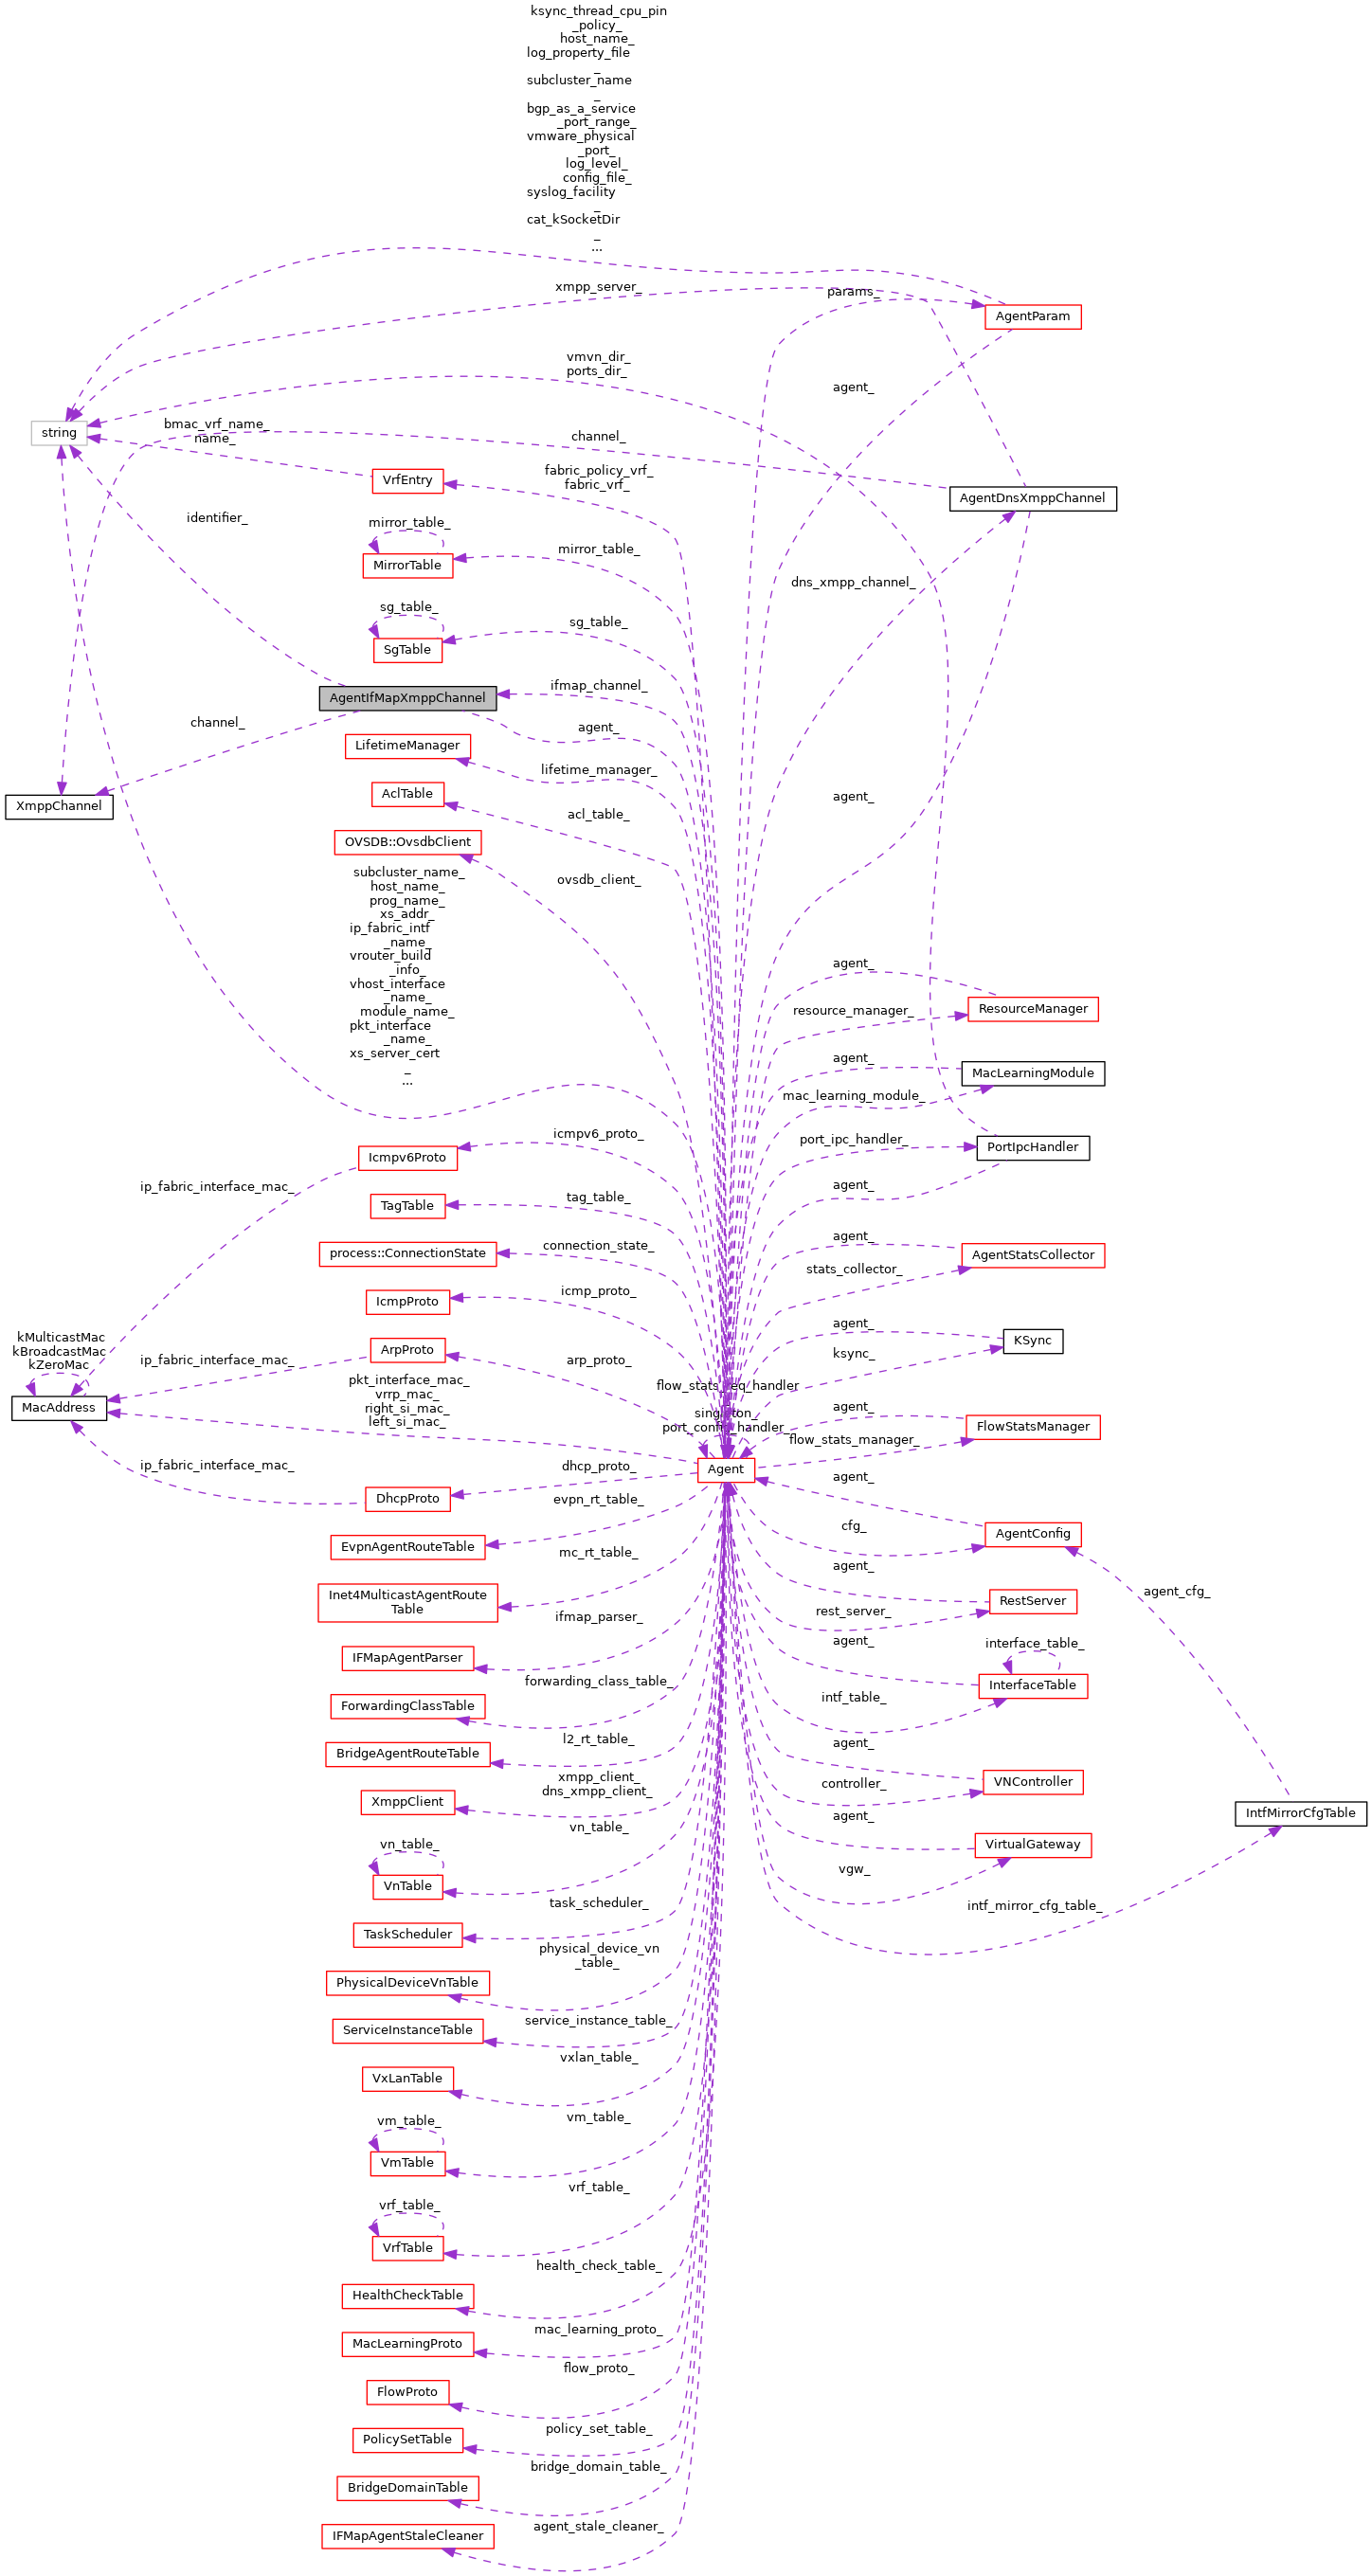 ksync_thread_cpu_pin
_policy_
host_name_
log_property_file
_
subcluster_name
_
bgp_as_a_service
_port_range_
vmware_physical
_port_
log_level_
config_file_
syslog_facility
_
cat_kSocketDir
_
...
xmpp_server_
params_
AgentParam
vmvn_dir_
ports_dir_
agent_
string
bmac_vrf_name_
name_
channel_
VrfEntry
fabric_policy_vrf_
fabric_vrf_
AgentDnsXmppChannel
identifier_
mirror_table_
MirrorTable
mirror_table_
dns_xmpp_channel_
sg_table_
SgTable
sg_table_
AgentIfMapXmppChannel
ifmap_channel_
channel_
agent_
LifetimeManager
lifetime_manager_
XmppChannel
AclTable
acl_table_
agent_
OVSDB::OvsdbClient
ovsdb_client_
subcluster_name_
host_name_
prog_name_
xs_addr_
ip_fabric_intf
_name_
vrouter_build
_info_
vhost_interface
_name_
module_name_
pkt_interface
_name_
xs_server_cert
_
...
agent_
resource_manager_
ResourceManager
agent_
MacLearningModule
mac_learning_module_
icmpv6_proto_
Icmpv6Proto
port_ipc_handler_
PortIpcHandler
ip_fabric_interface_mac_
agent_
TagTable
tag_table_
process::ConnectionState
connection_state_
agent_
AgentStatsCollector
stats_collector_
IcmpProto
icmp_proto_
agent_
KSync
ksync_
kMulticastMac
kBroadcastMac
kZeroMac
MacAddress
ip_fabric_interface_mac_
ArpProto
arp_proto_
pkt_interface_mac_
vrrp_mac_
right_si_mac_
left_si_mac_
singleton_
port_config_handler_
agent_
FlowStatsManager
flow_stats_manager_
Agent
ip_fabric_interface_mac_
DhcpProto
dhcp_proto_
agent_
AgentConfig
cfg_
evpn_rt_table_
EvpnAgentRouteTable
mc_rt_table_
Inet4MulticastAgentRoute
Table
agent_
RestServer
rest_server_
agent_cfg_
ifmap_parser_
IFMapAgentParser
agent_
interface_table_
InterfaceTable
intf_table_
forwarding_class_table_
ForwardingClassTable
l2_rt_table_
BridgeAgentRouteTable
agent_
VNController
controller_
xmpp_client_
dns_xmpp_client_
XmppClient
IntfMirrorCfgTable
agent_
VirtualGateway
vgw_
vn_table_
vn_table_
VnTable
task_scheduler_
TaskScheduler
intf_mirror_cfg_table_
physical_device_vn
_table_
PhysicalDeviceVnTable
service_instance_table_
ServiceInstanceTable
vxlan_table_
VxLanTable
vm_table_
vm_table_
VmTable
vrf_table_
vrf_table_
VrfTable
health_check_table_
HealthCheckTable
mac_learning_proto_
MacLearningProto
flow_proto_
FlowProto
policy_set_table_
PolicySetTable
bridge_domain_table_
BridgeDomainTable
agent_stale_cleaner_
IFMapAgentStaleCleaner